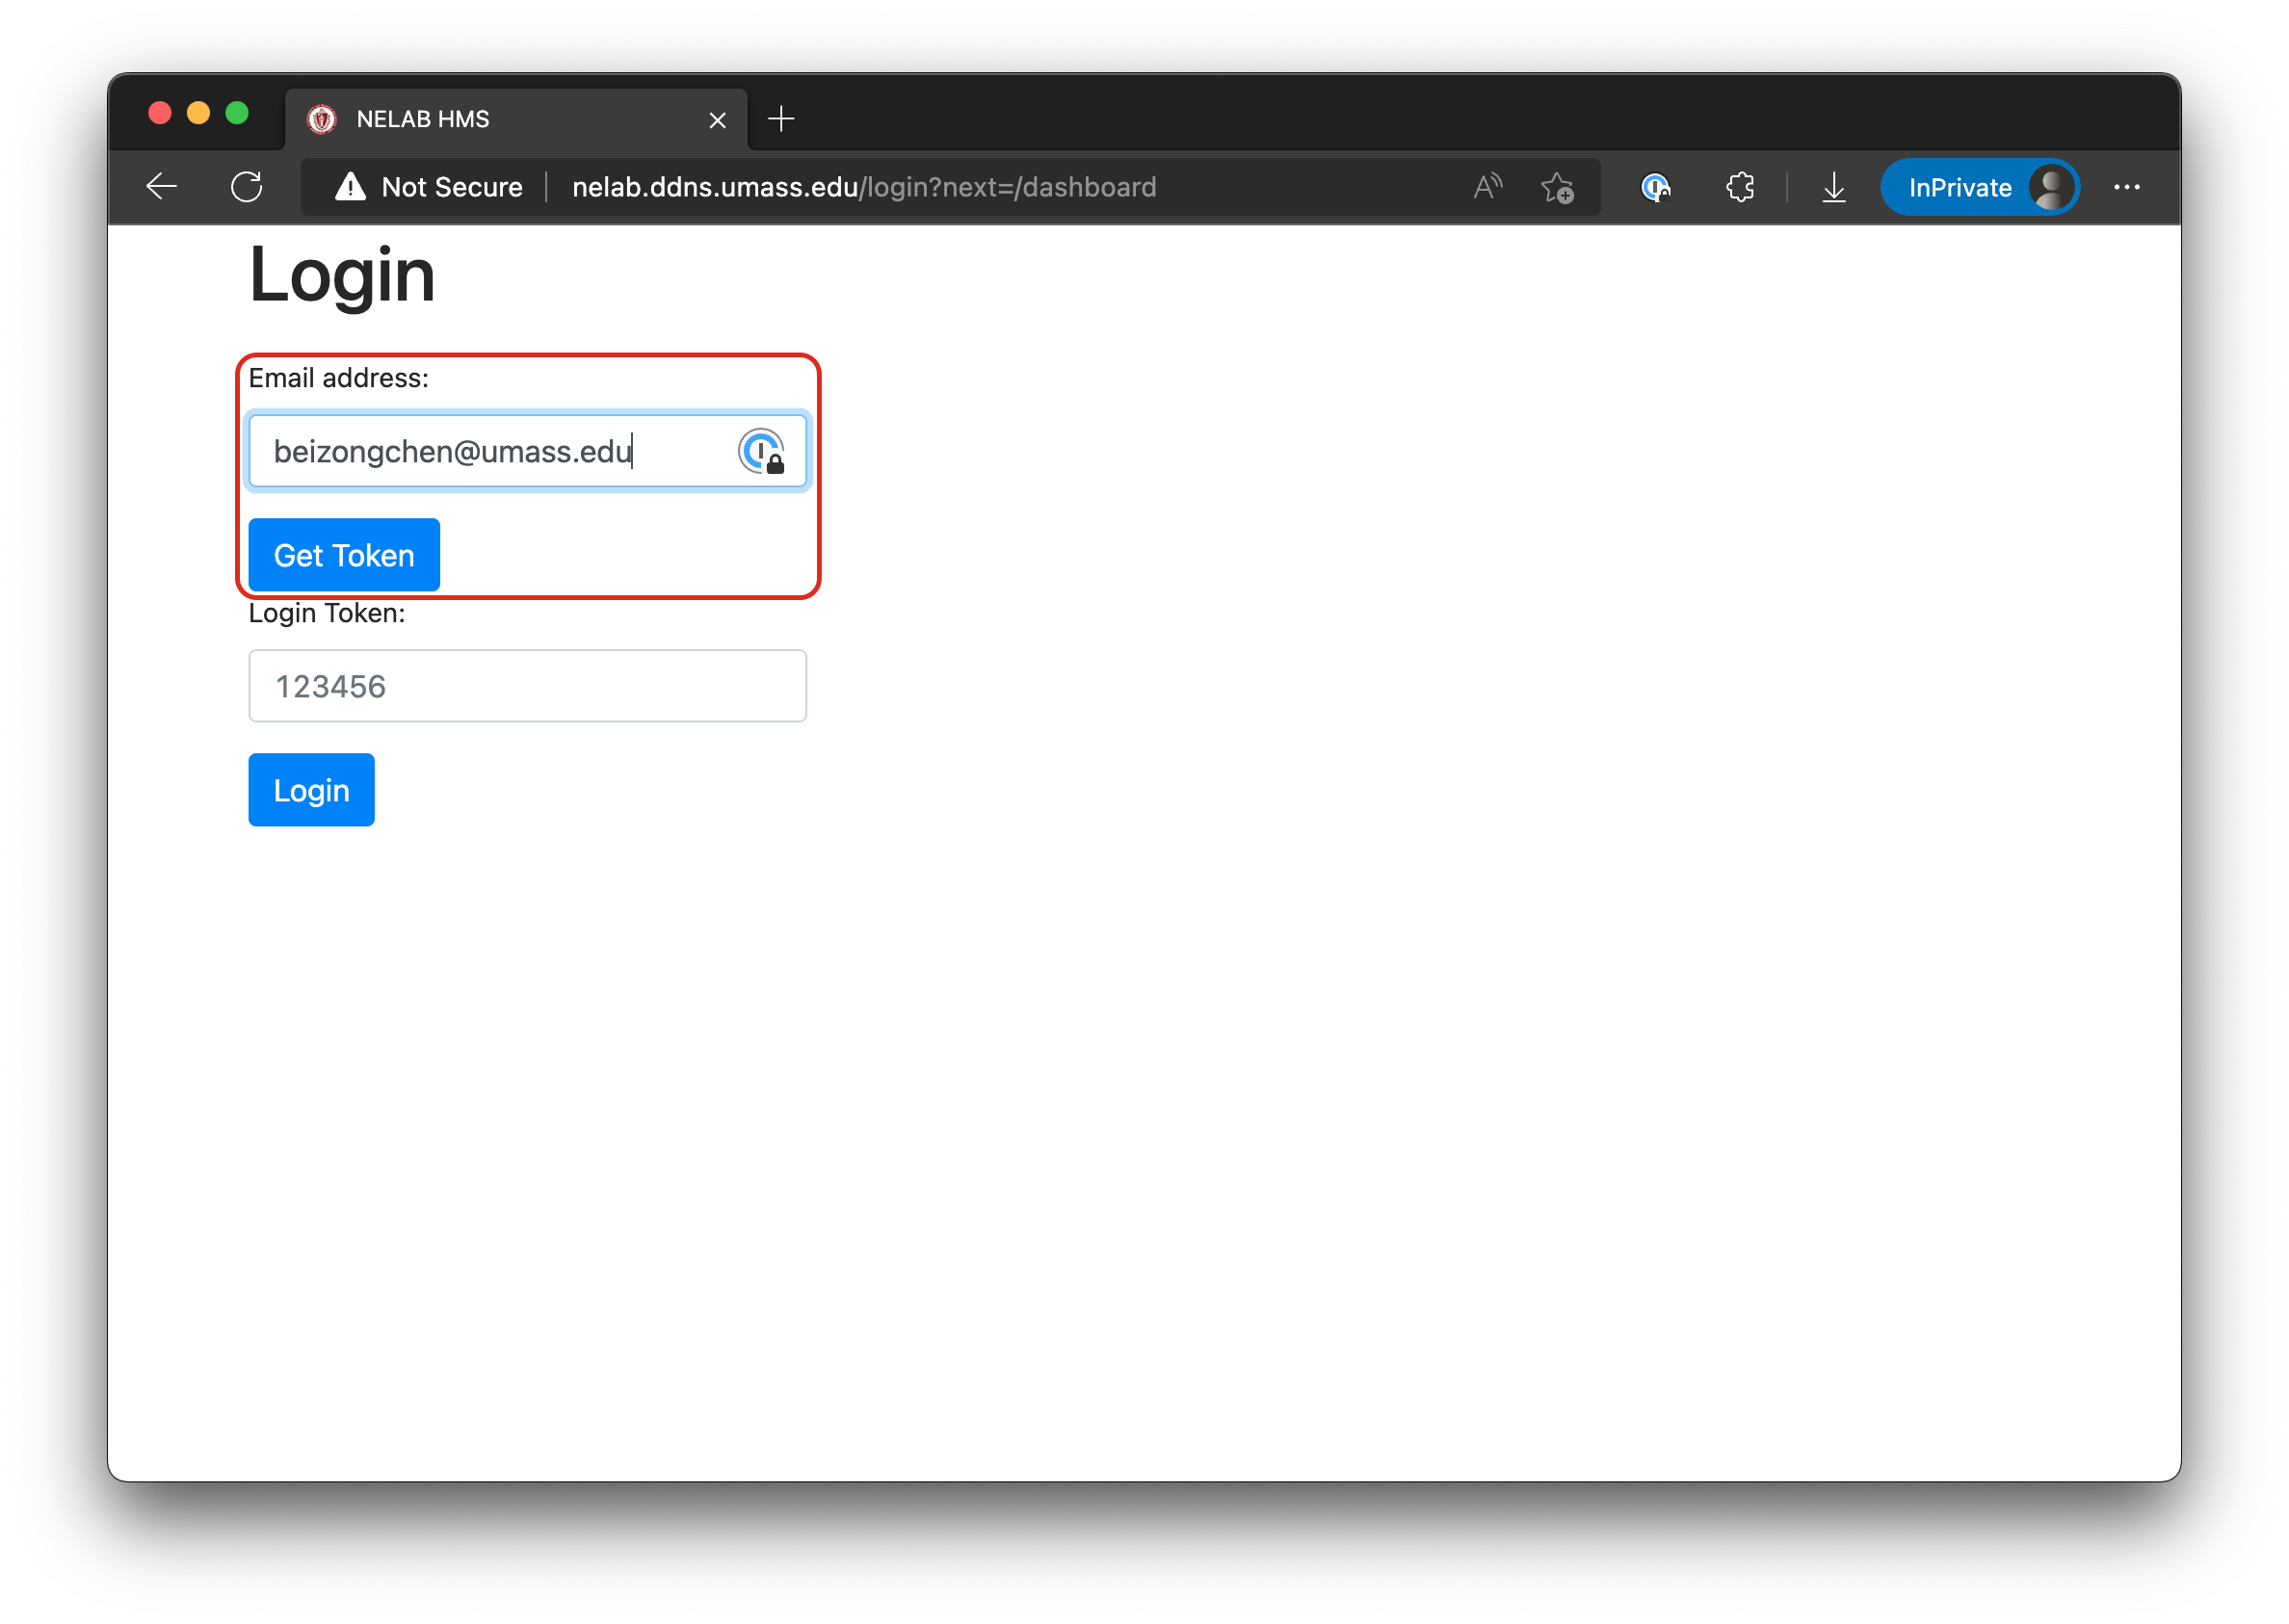 NELAB HMS
Not Secure | nelab.ddns.umass.edu/login?next=/dashboard InPrivate
Login
Email address:
beizongchen@umass.edu
Get Token
Login Token:
123456
Login